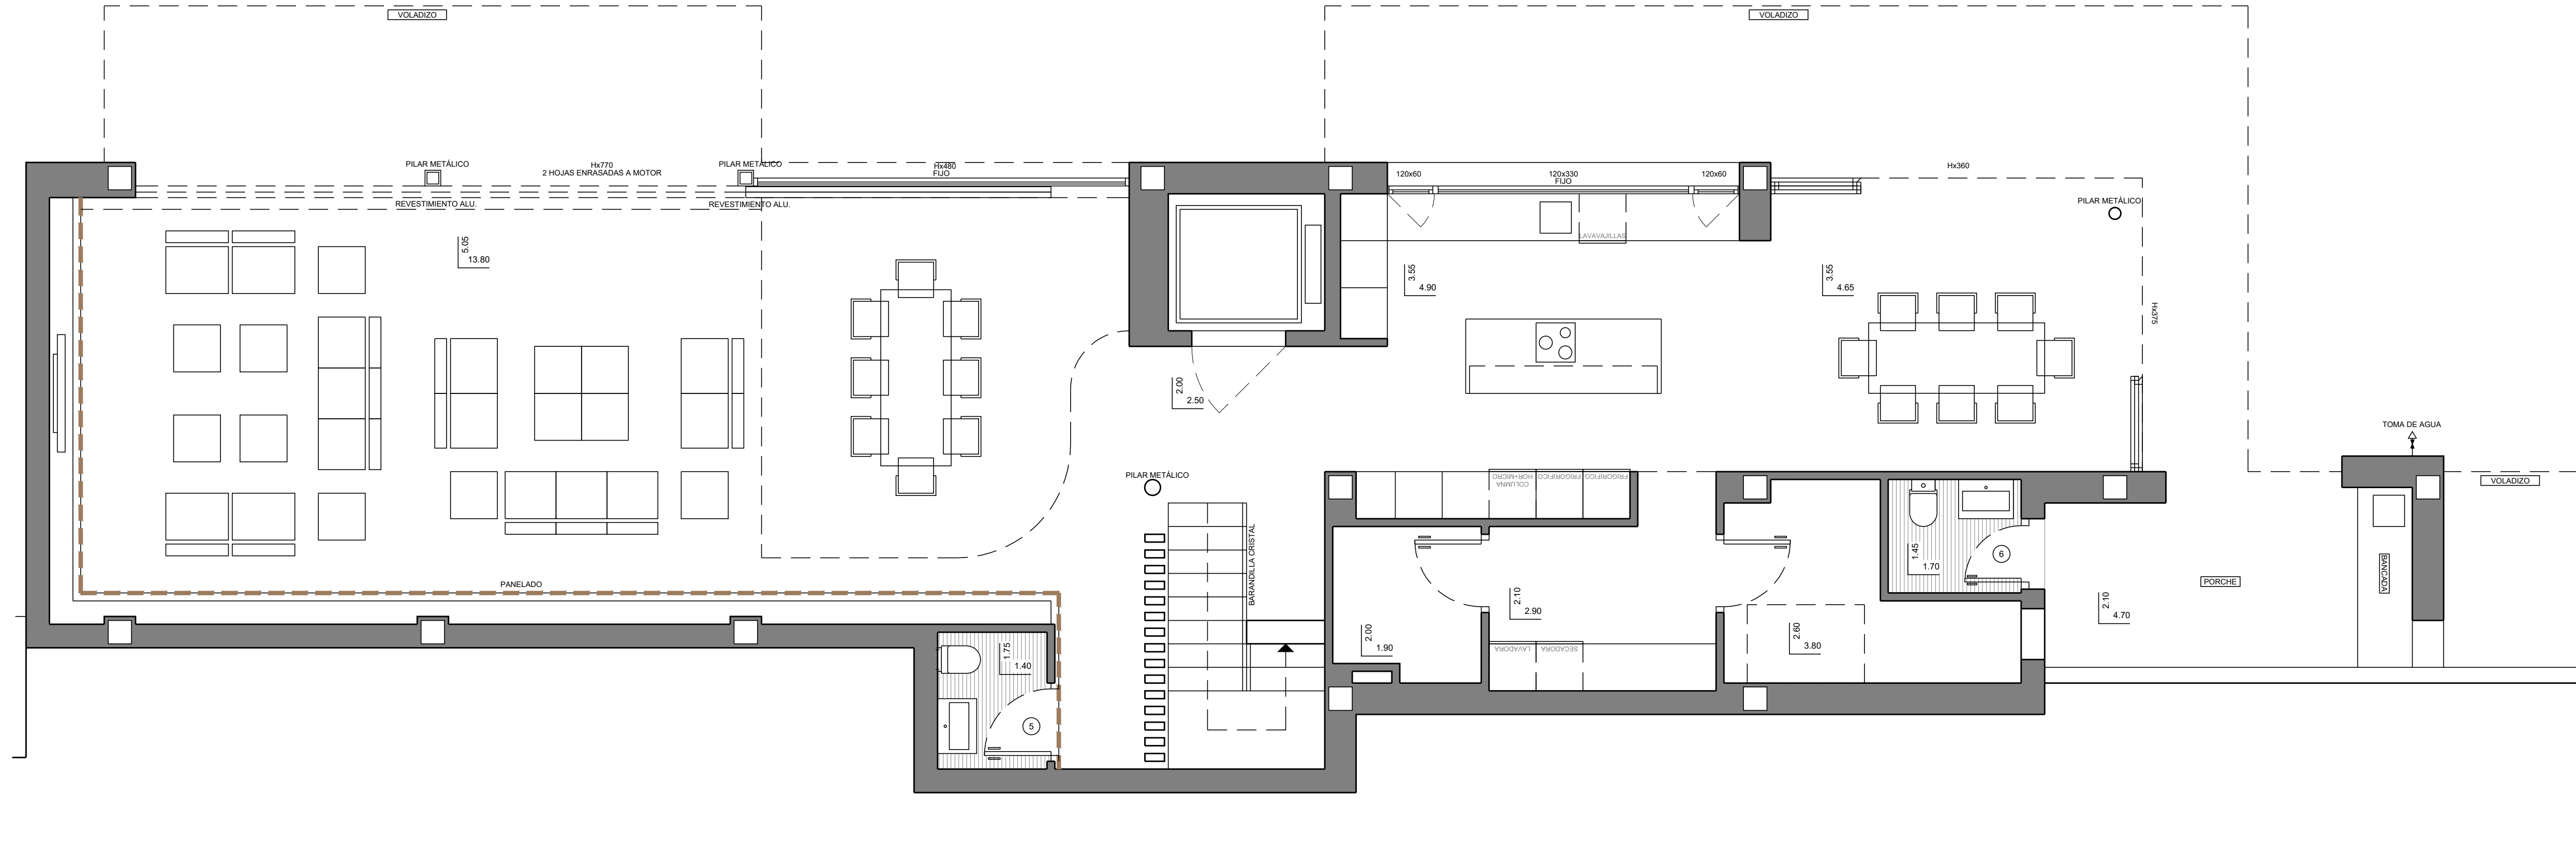 VOLADIZO
VOLADIZO
PILAR METÁLICO
Hx770
2 HOJAS ENRASADAS A MOTOR
PILAR METÁLICO
Hx480
FIJO
120x60
120x330
FIJO
120x60
Hx360
REVESTIMIENTO ALU.
REVESTIMIENTO ALU.
PILAR METÁLICO
LAVAVAJILLAS
5.05
13.80
3.55
4.90
3.55
4.65
Hx375
2.00
2.50
TOMA DE AGUA
PILAR METÁLICO
COLUMNA
HOR+MICRO
FRIGORIFICO
FRIGORIFICO
VOLADIZO
BARANDILLA CRISTAL
1.45
1.70
6
PANELADO
PORCHE
BANCADA
2.10
2.90
2.10
4.70
2.00
1.90
2.60
3.80
LAVADORA
SECADORA
1.75
1.40
5